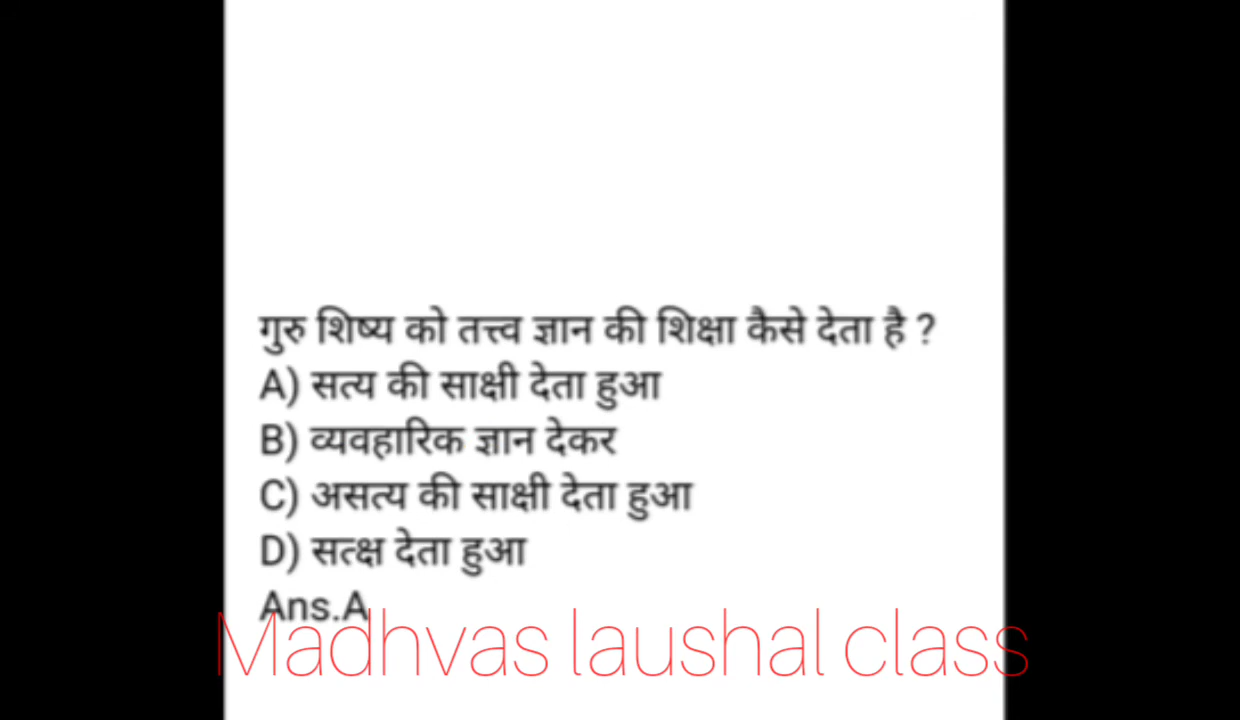 गुरु शिष्य को तत्त्व ज्ञान की शिक्षा कैसे देता है ?
A) सत्य की साक्षी देता हुआ
B) व्यवहारिक ज्ञान देकर
C) असत्य की साक्षी देता हुआ
D) सत्क्ष देता हुआ
Ans.A
Madhvas laushal class